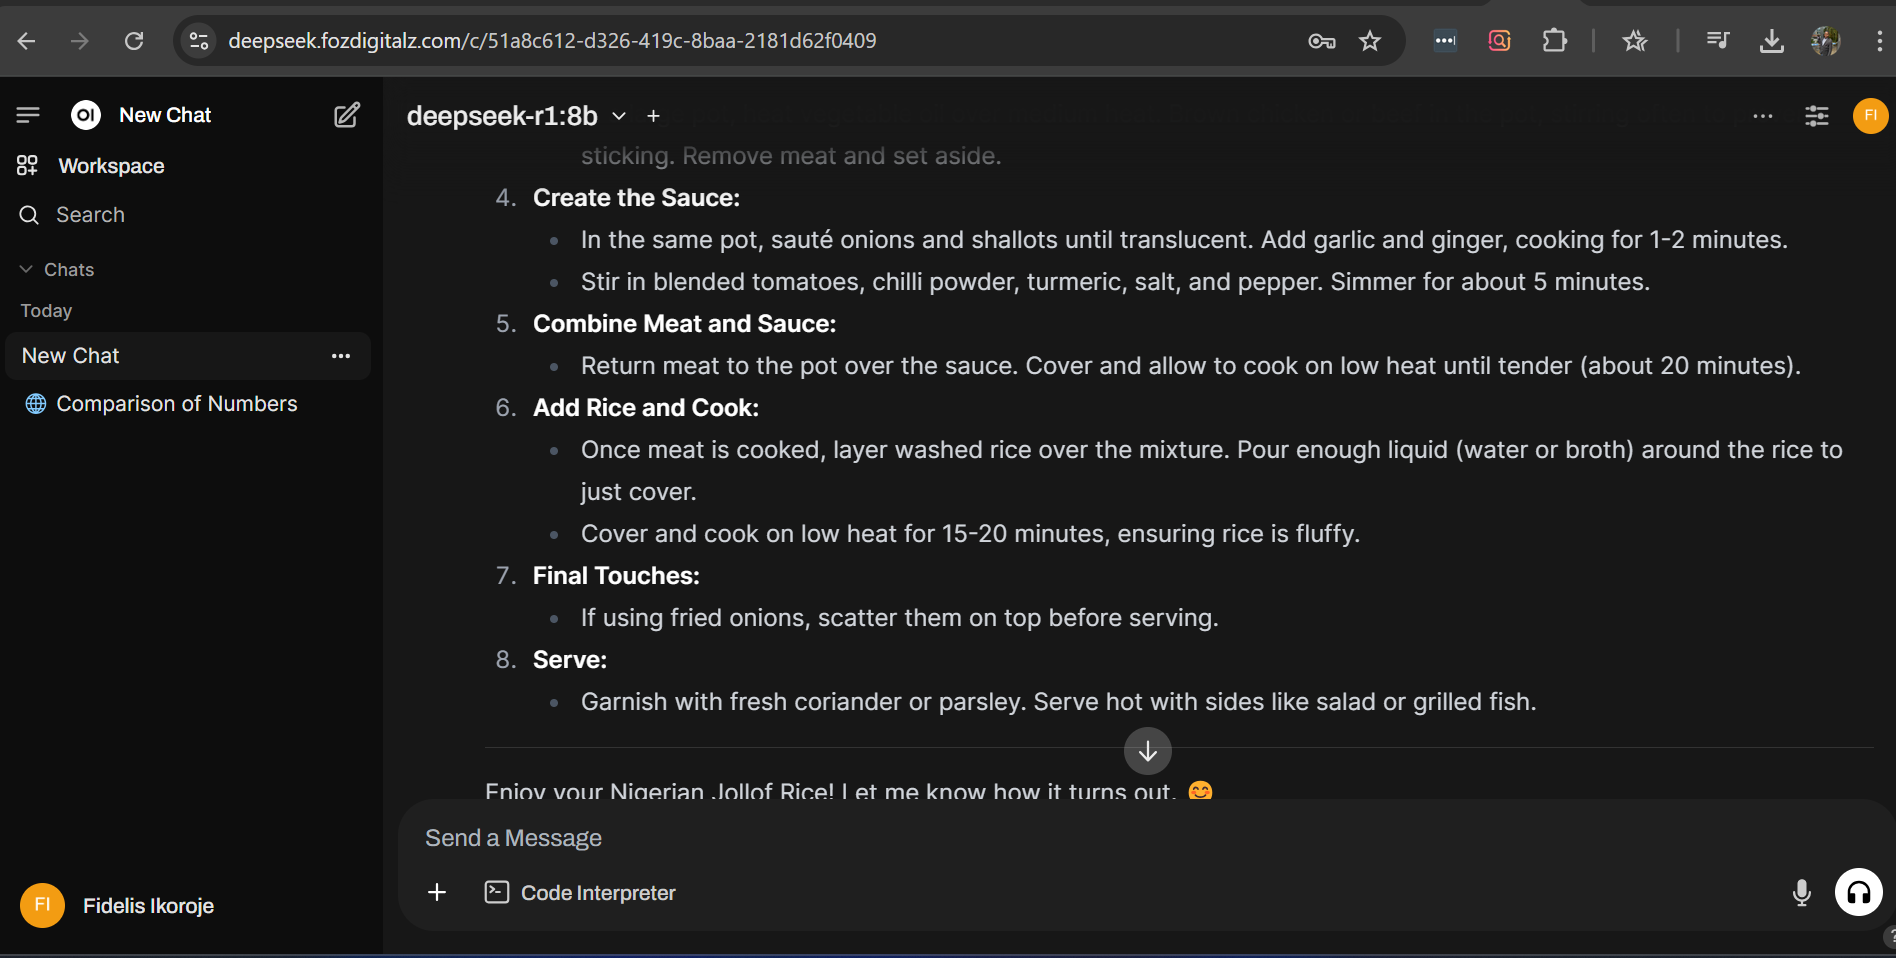 deepseek.fozdigitalz.com/c/51a8c612-d326-419c-8baa-2181d62f0409
OI New Chat
Workspace
Search
Chats
Today
New Chat
Comparison of Numbers
FI Fidelis Ikoroje
deepseek-r1:8b
FI
sticking. Remove meat and set aside.
4. Create the Sauce:
• In the same pot, sauté onions and shallots until translucent. Add garlic and ginger, cooking for 1-2 minutes.
• Stir in blended tomatoes, chilli powder, turmeric, salt, and pepper. Simmer for about 5 minutes.
5. Combine Meat and Sauce:
• Return meat to the pot over the sauce. Cover and allow to cook on low heat until tender (about 20 minutes).
6. Add Rice and Cook:
• Once meat is cooked, layer washed rice over the mixture. Pour enough liquid (water or broth) around the rice to
just cover.
• Cover and cook on low heat for 15-20 minutes, ensuring rice is fluffy.
7. Final Touches:
• If using fried onions, scatter them on top before serving.
8. Serve:
• Garnish with fresh coriander or parsley. Serve hot with sides like salad or grilled fish.
Enjoy your Nigerian Jollof Rice! Let me know how it turns out. 😊
Send a Message
Code Interpreter
?